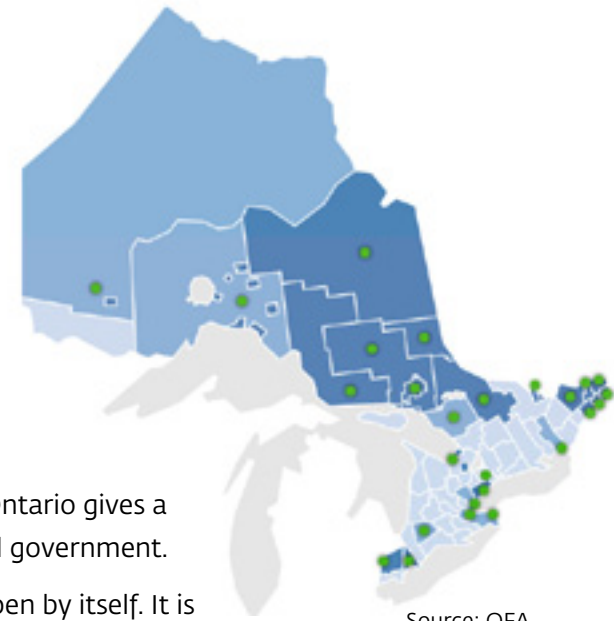 ntario gives a
l government.
pen by itself. It is
Source: OFA